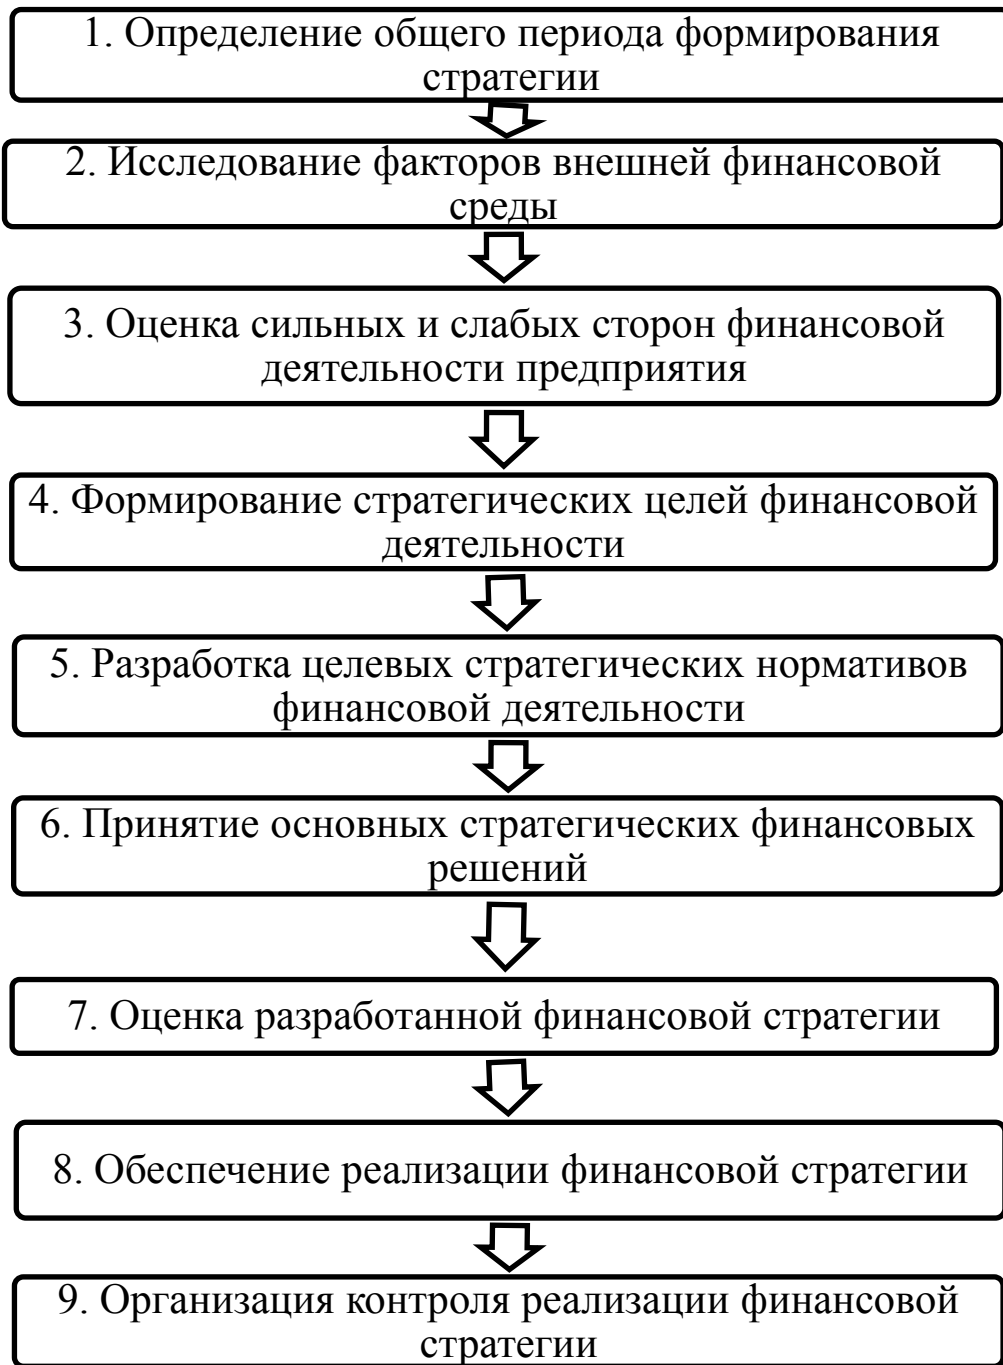 1. Определение общего периода формирования
стратегии
2. Исследование факторов внешней финансовой
среды
3. Оценка сильных и слабых сторон финансовой
деятельности предприятия
4. Формирование стратегических целей финансовой
деятельности
5. Разработка целевых стратегических нормативов
финансовой деятельности
6. Принятие основных стратегических финансовых
решений
7. Оценка разработанной финансовой стратегии
8. Обеспечение реализации финансовой стратегии
9. Организация контроля реализации финансовой
стратегии